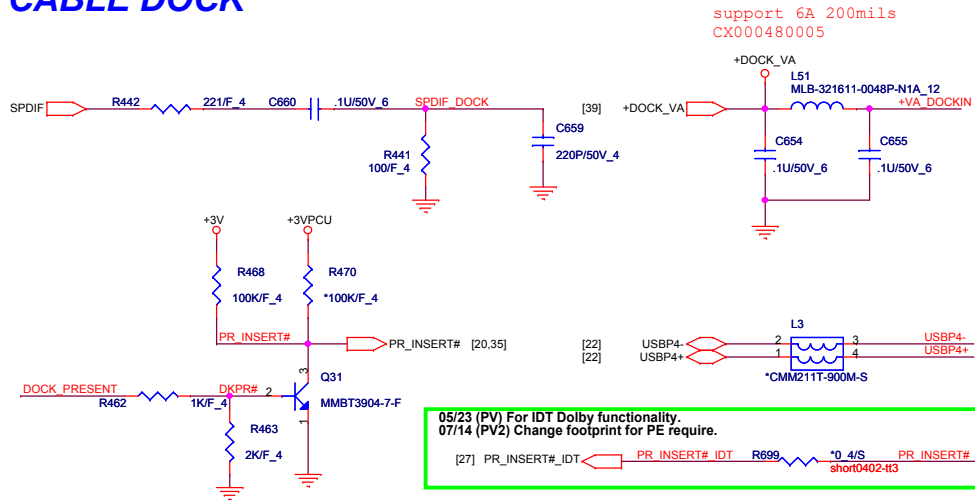 CABLE DOCK
support 6A 200mils
CX000480005
+DOCK_VA
L51
MLB-321611-0048P-N1A_12
SPDIF
R442
221/F_4
C660
.1U/50V_6
SPDIF_DOCK
[39]
+DOCK_VA
+VA_DOCKIN
C659
220P/50V_4
R441
100/F_4
C654
.1U/50V_6
C655
.1U/50V_6
+3V
+3VPCU
R468
100K/F_4
R470
*100K/F_4
PR_INSERT#
PR_INSERT# [20,35]
L3
[22]
USBP4-
2
3
USBP4-
[22]
USBP4+
1
4
USBP4+
*CMM211T-900M-S
3
Q31
DOCK_PRESENT
R462
1K/F_4
DKPR#
2
MMBT3904-7-F
1
R463
2K/F_4
05/23 (PV) For IDT Dolby functionality.
07/14 (PV2) Change footprint for PE require.
[27] PR_INSERT#_IDT
PR_INSERT#_IDT
R699
*0_4/S
short0402-tt3
PR_INSERT#